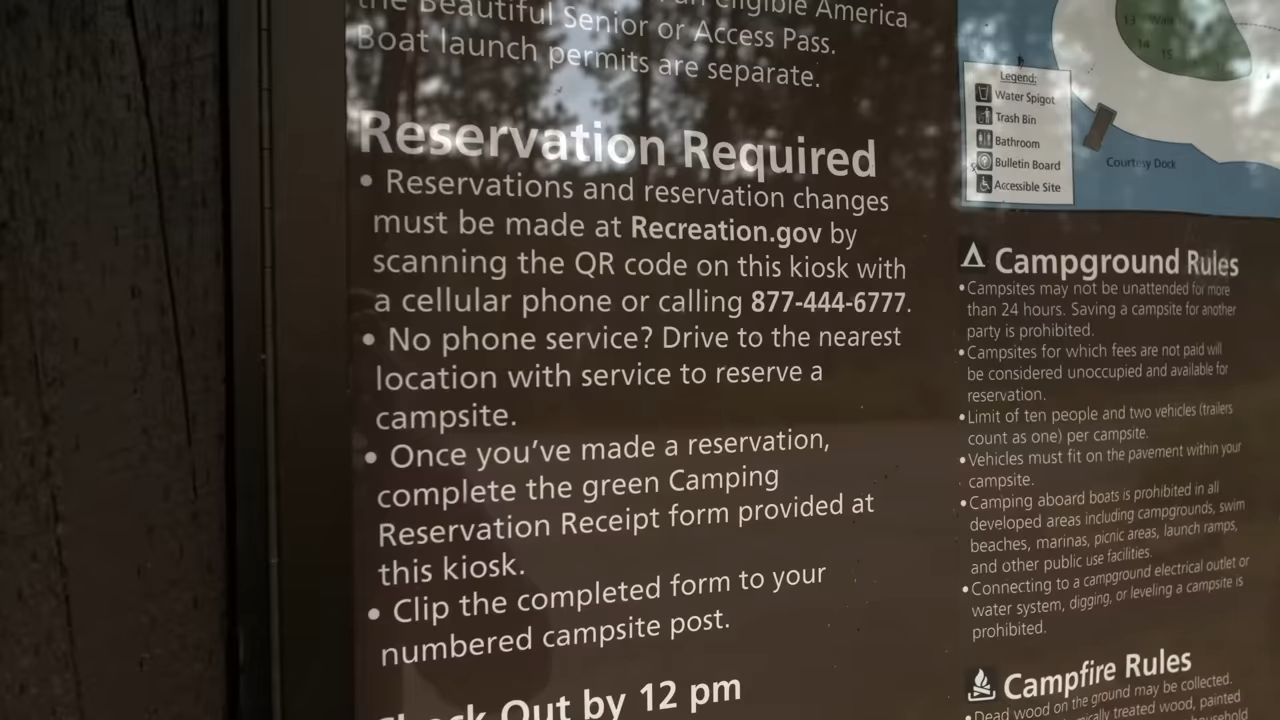 the Beautiful Senior or Access Pass.
eligible America
Boat launch permits are separate.
Reservation Required
• Reservations and reservation changes
must be made at Recreation.gov by
scanning the QR code on this kiosk with
a cellular phone or calling 877-444-6777.
• No phone service? Drive to the nearest
location with service to reserve a
campsite.
• Once you've made a reservation,
complete the green Camping
Reservation Receipt form provided at
this kiosk.
• Clip the completed form to your
numbered campsite post.
Check Out by 12 pm
13
14
15
Legend:
Water Spigot
Trash Bin
Bathroom
Bulletin Board
Accessible Site
Courtesy Dock
Campground Rules
• Campsites may not be unattended for more
than 24 hours. Saving a campsite for another
party is prohibited.
• Campsites for which fees are not paid will
be considered unoccupied and available for
reservation.
• Limit of ten people and two vehicles (trailers
count as one) per campsite.
• Vehicles must fit on the pavement within your
campsite.
• Camping aboard boats is prohibited in all
developed areas including campgrounds, swim
beaches, marinas, picnic areas, launch ramps,
and other public use facilities.
• Connecting to a campground electrical outlet or
water system, digging, or leveling a campsite is
prohibited.
Campfire Rules
• Dead wood on the ground may be collected.
treated wood, painted
household